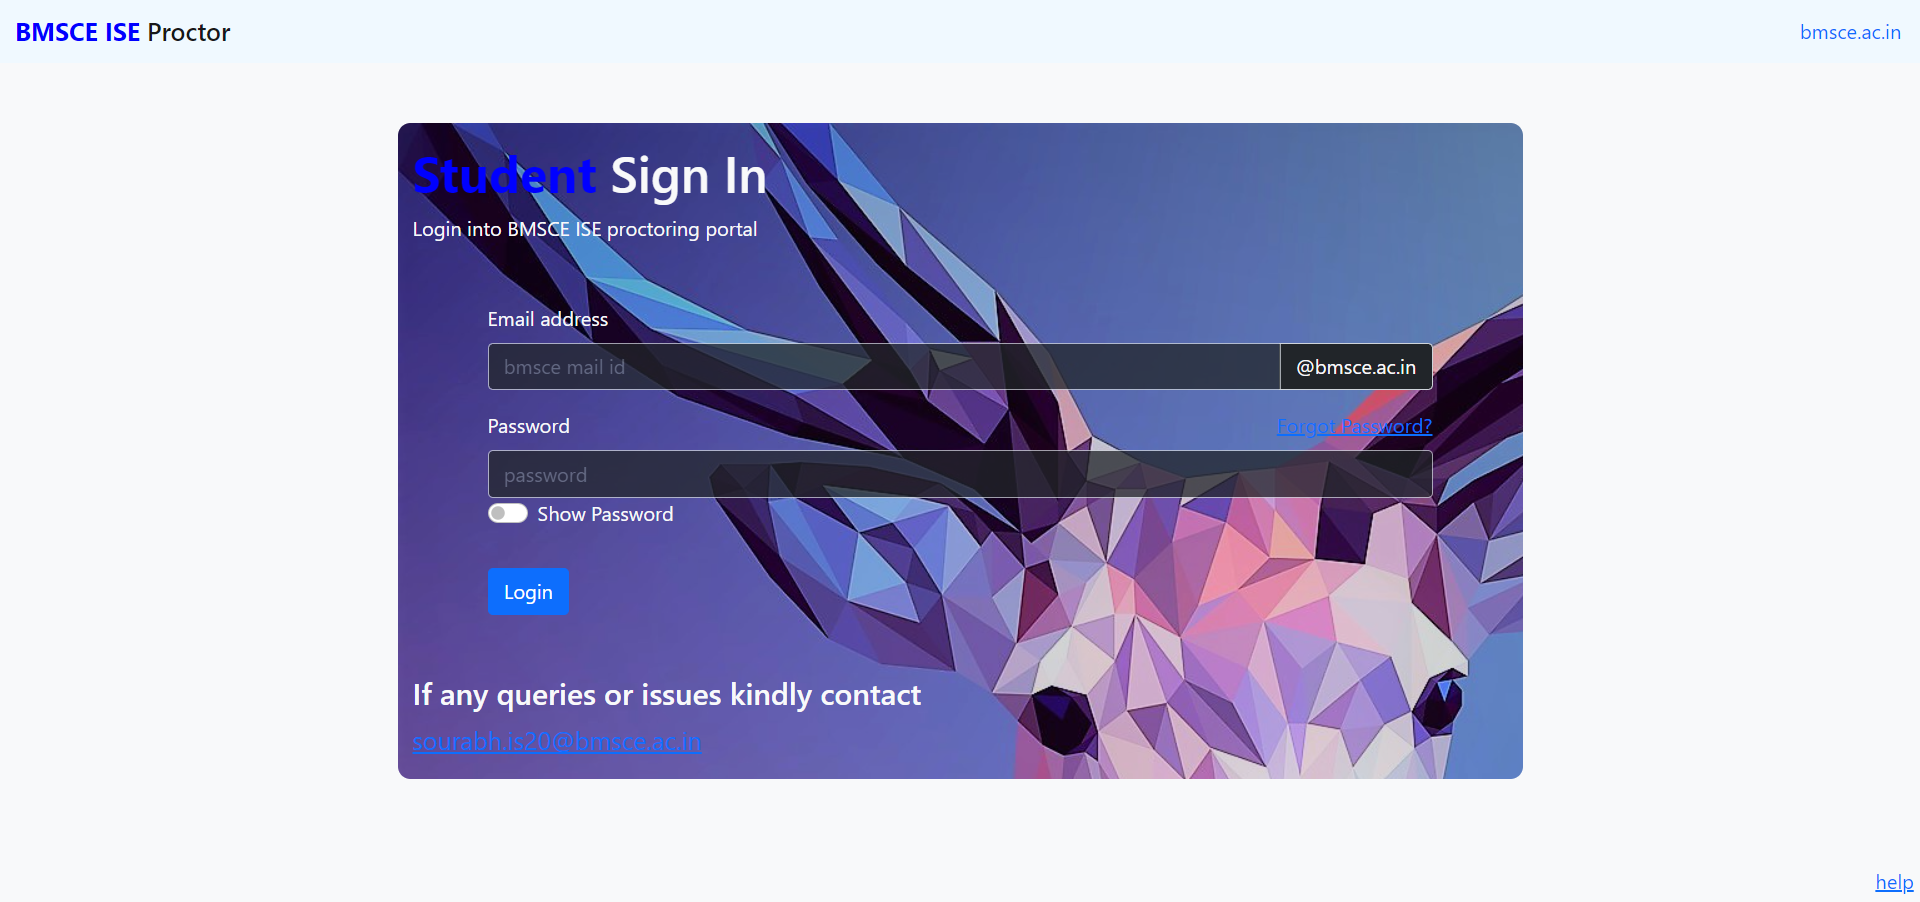 BMSCE ISE Proctor
bmsce.ac.in
Student Sign In
Login into BMSCE ISE proctoring portal
Email address
bmsce mail id
@bmsce.ac.in
Password
Forgot Password?
password
Show Password
Login
If any queries or issues kindly contact
sourabh.is20@bmsce.ac.in
help